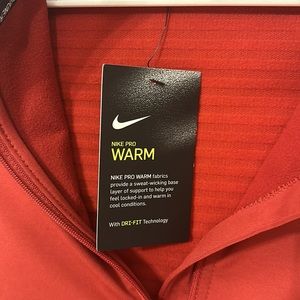 NIKE PRO
WARM
NIKE PRO WARM fabrics
provide a sweat-wicking base
layer of support to help you
feel locked-in and warm in
cool conditions.
With DRI-FIT Technology